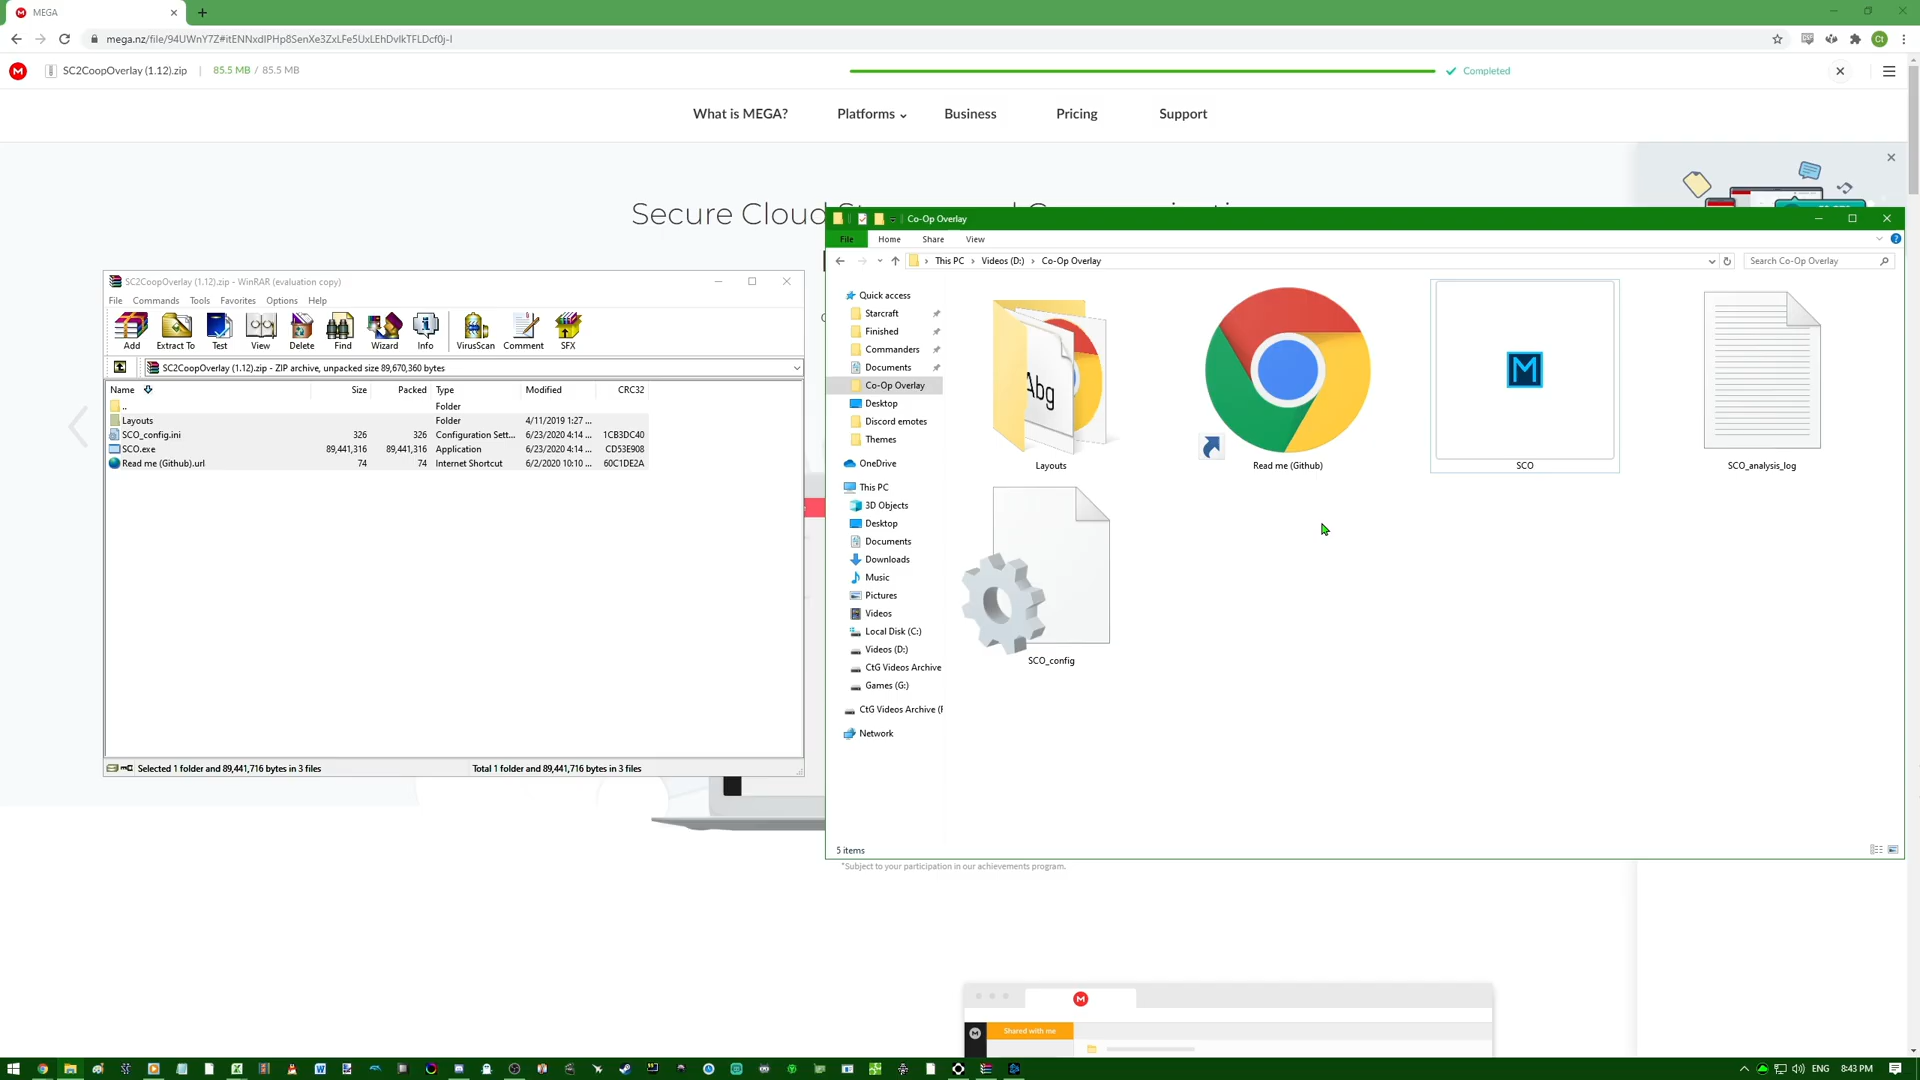 MEGA
mega.nz/file/94UWnY7Z#itENNxdIPHp8SenXe3ZxLFe5UxLEhDvlkTFLDcf0j-I
SC2CoopOverlay (1.12).zip
85.5 MB / 85.5 MB
Completed
What is MEGA?
Platforms
Business
Pricing
Support
Secure Cloud
SC2CoopOverlay (1.12).zip - WinRAR (evaluation copy)
File Commands Tools Favorites Options Help
Add Extract To Test View Delete Find Wizard Info VirusScan Comment SFX
SC2CoopOverlay (1.12).zip - ZIP archive, unpacked size 89,670,360 bytes
Name Size Packed Type Modified CRC32
.. Folder
Layouts Folder 4/11/2019 1:27 ...
SCO_config.ini 326 326 Configuration Sett... 6/23/2020 4:14 ... 1CB3DC40
SCO.exe 89,441,316 89,441,316 Application 6/23/2020 4:14 ... CD53E908
Read me (Github).url 74 74 Internet Shortcut 6/2/2020 10:10 ... 60C1DE2A
Selected 1 folder and 89,441,716 bytes in 3 files
Total 1 folder and 89,441,716 bytes in 3 files
Co-Op Overlay
File Home Share View
This PC › Videos (D:) › Co-Op Overlay
Search Co-Op Overlay
Quick access
Starcraft
Finished
Commanders
Documents
Co-Op Overlay
Desktop
Discord emotes
Themes
OneDrive
This PC
3D Objects
Desktop
Documents
Downloads
Music
Pictures
Videos
Local Disk (C:)
Videos (D:)
CtG Videos Archive
Games (G:)
CtG Videos Archive (F
Network
Abg
Layouts
Read me (Github)
M
SCO
SCO_analysis_log
SCO_config
5 items
*Subject to your participation in our achievements program.
Shared with me
ENG
8:43 PM